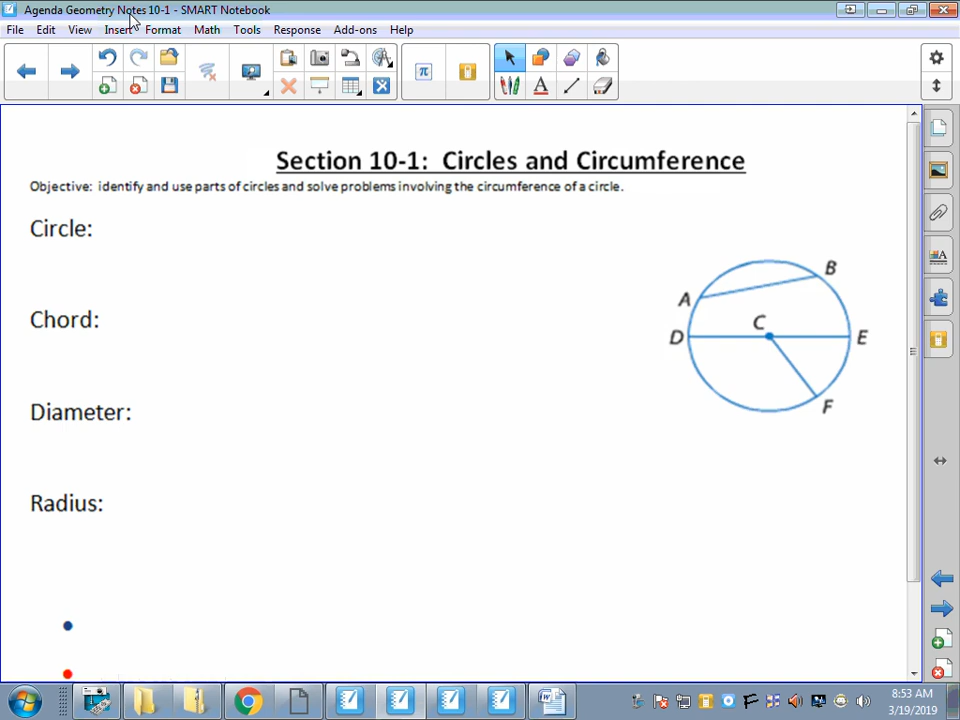 Agenda Geometry Notes 10-1 - SMART Notebook
File Edit View Insert Format Math Tools Response Add-ons Help
π
A
Section 10-1: Circles and Circumference
Objective: identify and use parts of circles and solve problems involving the circumference of a circle.
Circle:
Chord:
Diameter:
Radius:
B
A
C
D
E
F
8:53 AM
3/19/2019